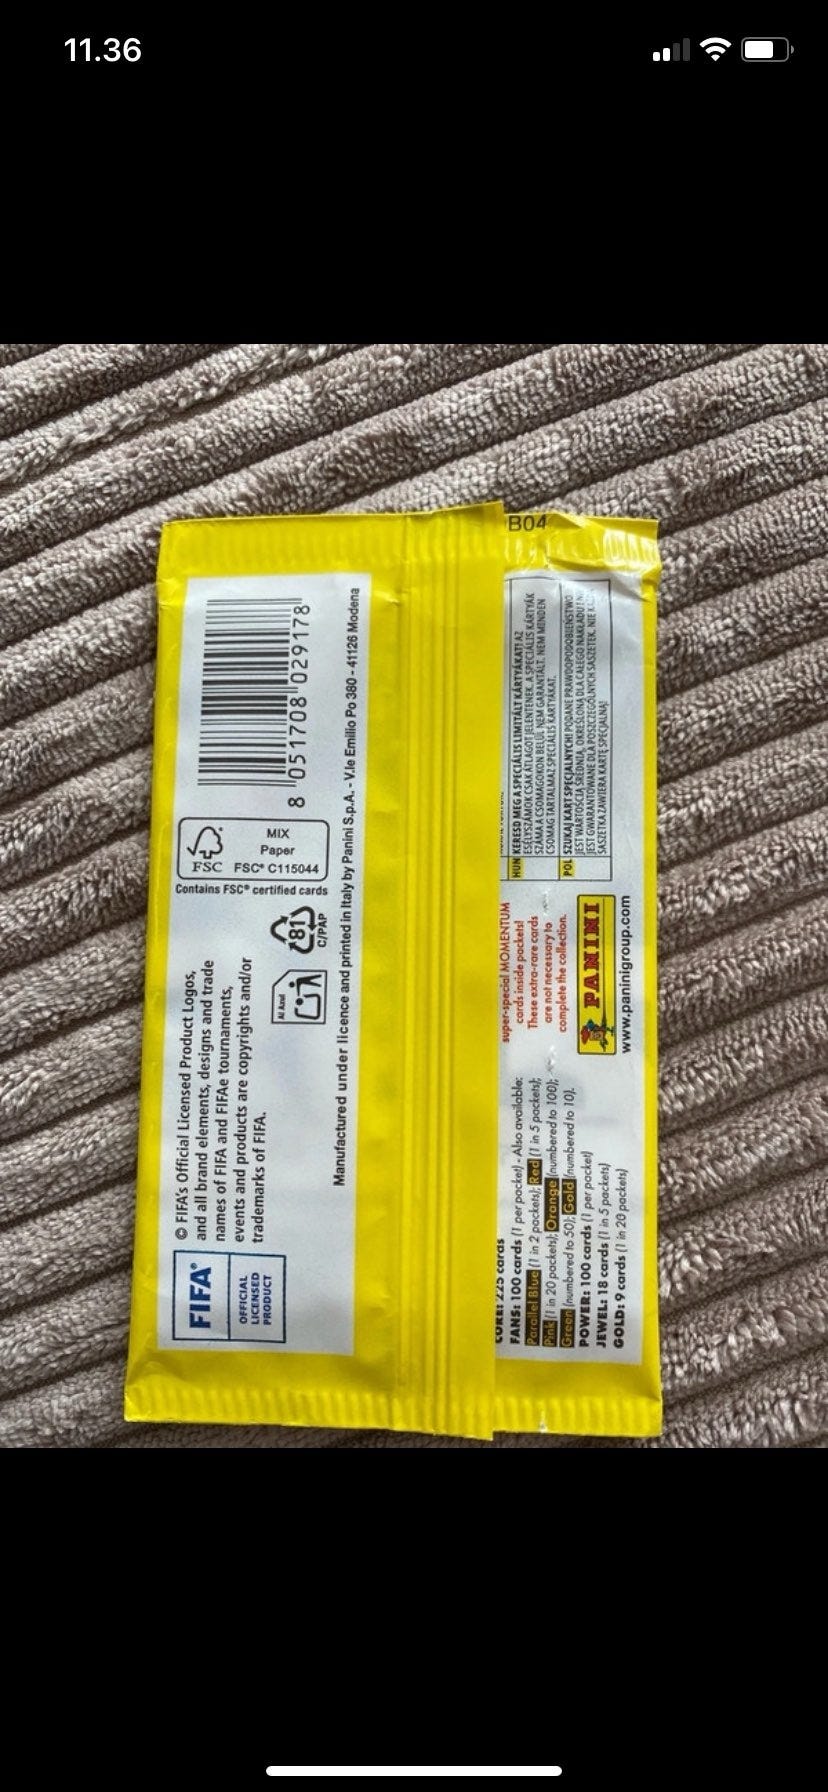 11.36
FIFA®
OFFICIAL
LICENSED
PRODUCT
© FIFA's Official Licensed Product Logos,
and all brand elements, designs and trade
names of FIFA and FIFAe tournaments,
events and products are copyrights and/or
trademarks of FIFA.
Al Azul
81
C/PAP
FSC
MIX
Paper
FSC® C115044
Contains FSC® certified cards
8 051708 029178
Manufactured under licence and printed in Italy by Panini S.p.A. - V.le Emilio Po 380 - 41126 Modena
B04
CORE: 225 cards
FANS: 100 cards (1 per packet) - Also available:
Parallel Blue (1 in 2 packets); Red (1 in 5 packets);
Pink (1 in 20 packets); Orange (numbered to 100);
Green (numbered to 50); Gold (numbered to 10).
POWER: 100 cards (1 per packet)
JEWEL: 18 cards (1 in 5 packets)
GOLD: 9 cards (1 in 20 packets)
super-special MOMENTUM
cards inside packets!
These extra-rare cards
are not necessary to
complete the collection.
PANINI
www.paninigroup.com
HUN KERESD MEG A SPECIÁLIS LIMITÁLT KÁRTYÁKAT! AZ
ESÉLYSZÁMOK CSAK ÁTLAGOT JELENTENEK. A SPECIÁLIS KÁRTYÁK
SZÁMA A CSOMAGOKON BELÜL NEM GARANTÁLT. NEM MINDEN
CSOMAG TARTALMAZ SPECIÁLIS KÁRTYÁKAT.
POL SZUKAJ KART SPECJALNYCH! PODANE PRAWDOPODOBIEŃSTWO
JEST WARTOŚCIĄ ŚREDNIĄ, OKREŚLONĄ DLA CAŁEGO NAKŁADU I NIE
JEST GWARANTOWANE DLA POSZCZEGÓLNYCH SASZETEK. NIE KAŻDA
SASZETKA ZAWIERA KARTĘ SPECJALNĄ!